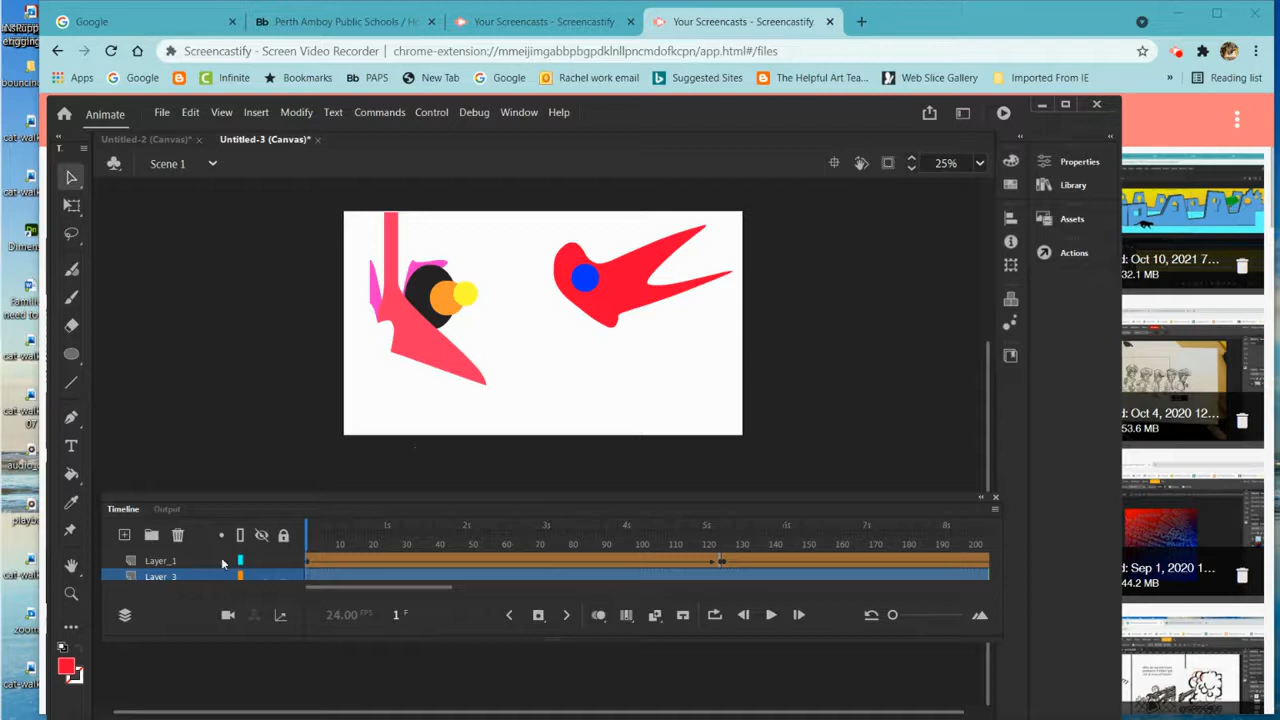 Google
Perth Amboy Public Schools / Ho
Your Screencasts - Screencastify
Your Screencasts - Screencastify
Screencastify - Screen Video Recorder | chrome-extension://mmeijimgabbpbgpdklnllpncmdofkcpn/app.html#/files
Apps Google Infinite Bookmarks Bb PAPS New Tab Google Rachel work email Suggested Sites The Helpful Art Tea... Web Slice Gallery Imported From IE » Reading list
Animate File Edit View Insert Modify Text Commands Control Debug Window Help
Untitled-2 (Canvas)* × Untitled-3 (Canvas)* ×
Scene 1 25%
Properties
Library
Assets
Actions
d: Oct 10, 2021 7...
32.1 MB
d: Oct 4, 2020 12...
53.6 MB
d: Sep 1, 2020 1...
44.2 MB
Timeline Output
1s 2s 3s 4s 5s 6s 7s 8s
10 20 30 40 50 60 70 80 90 100 110 120 130 140 150 160 170 180 190 200
Layer_1
Layer_3
24.00 FPS 1 F